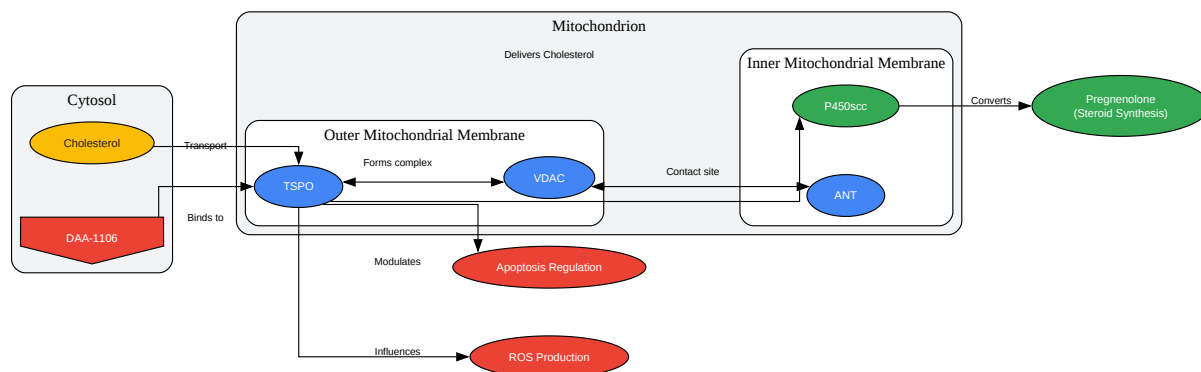 Mitochondrion
Delivers Cholesterol
Inner Mitochondrial Membrane
Cytosol
P450scc
Converts
Pregnenolone
(Steroid Synthesis)
Outer Mitochondrial Membrane
Cholesterol
Transport
Forms complex
VDAC
Contact site
TSPO
ANT
Binds to
DAA-1106
Modulates
Apoptosis Regulation
Influences
ROS Production